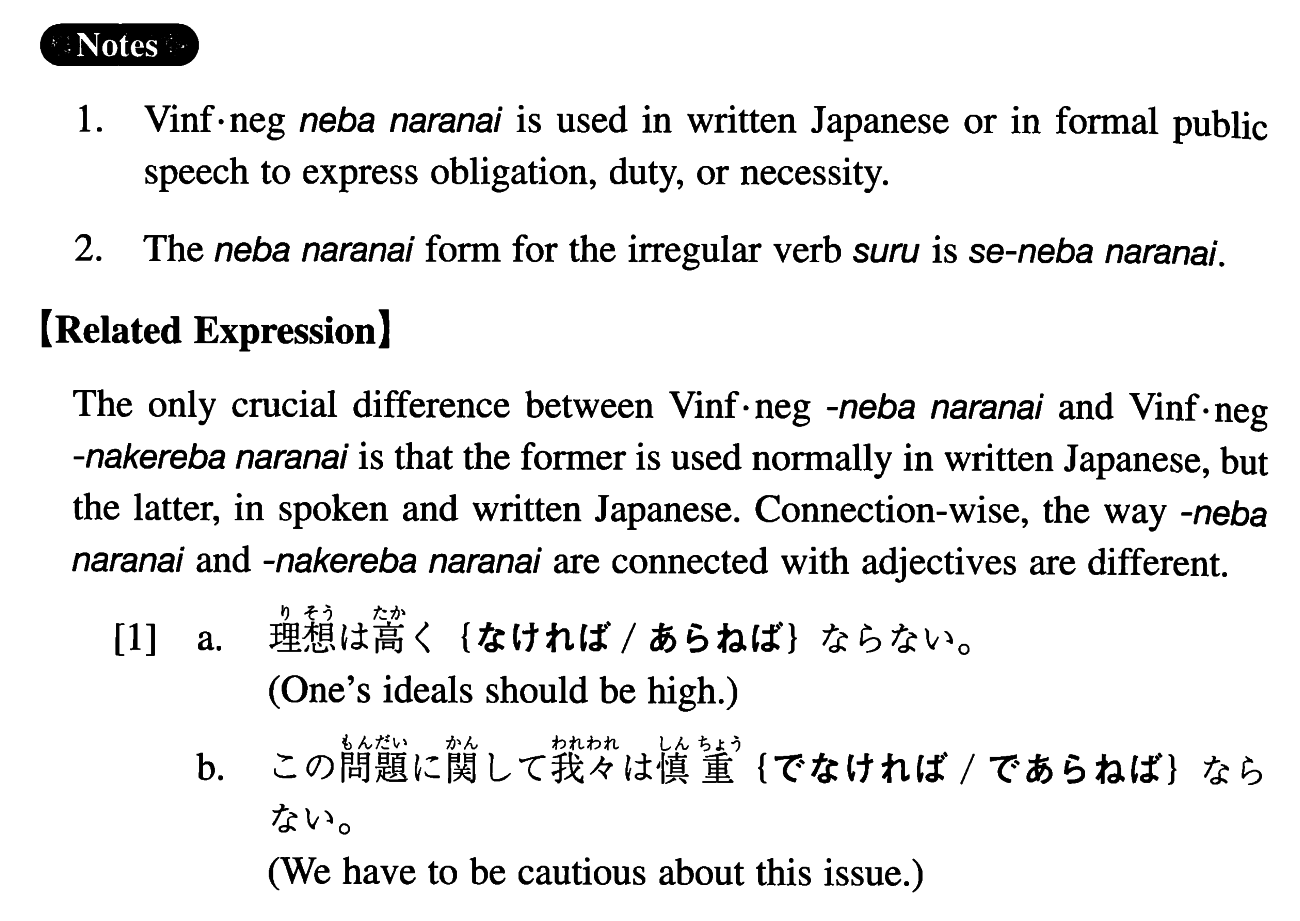 Notes
1. Vinf·neg neba naranai is used in written Japanese or in formal public
speech to express obligation, duty, or necessity.
2. The neba naranai form for the irregular verb suru is se-neba naranai.
【Related Expression】
The only crucial difference between Vinf·neg -neba naranai and Vinf·neg
-nakereba naranai is that the former is used normally in written Japanese, but
the latter, in spoken and written Japanese. Connection-wise, the way -neba
naranai and -nakereba naranai are connected with adjectives are different.
りそう たか
[1] a. 理想は高く {なければ / あらねば} ならない。
(One's ideals should be high.)
もんだい かん われわれ しんちょう
b. この問題に関して我々は慎重 {でなければ / であらねば} なら
ない。
(We have to be cautious about this issue.)